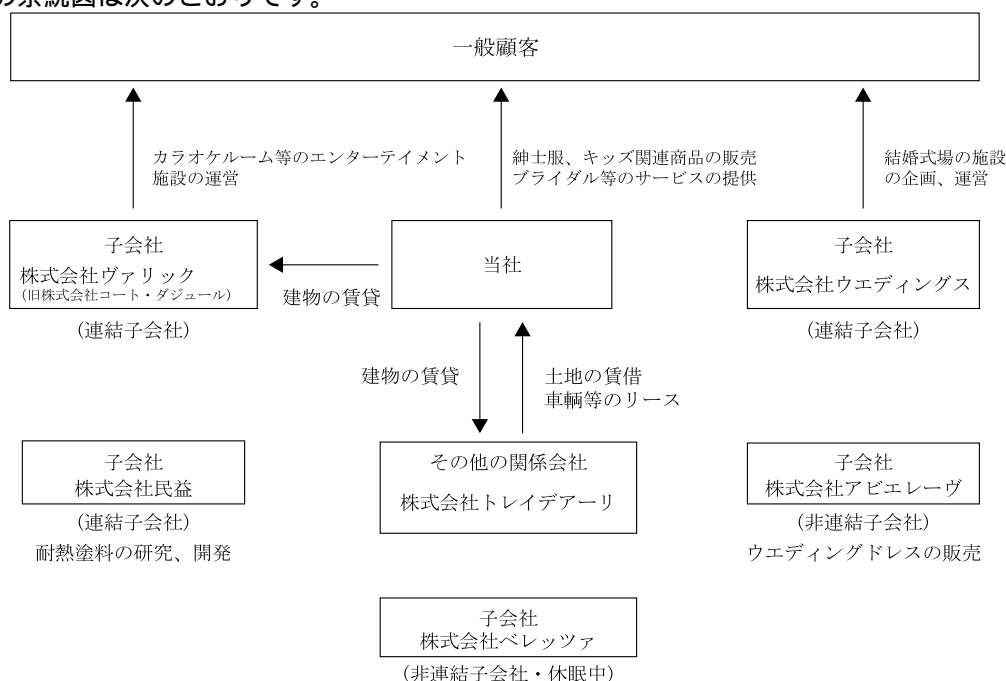 の系統図は次のとおりです。
一般顧客
カラオケルーム等のエンターテイメント
施設の運営
紳士服、キッズ関連商品の販売
ブライダル等のサービスの提供
結婚式場の施設
の企画、運営
子会社
株式会社ヴァリック
(旧株式会社コート・ダジュール)
(連結子会社)
建物の賃貸
当社
子会社
株式会社ウエディングス
(連結子会社)
建物の賃貸
土地の賃借
車輌等のリース
子会社
株式会社民益
(連結子会社)
耐熱塗料の研究、開発
その他の関係会社
株式会社トレイデアーリ
子会社
株式会社アビエレーヴ
(非連結子会社)
ウエディングドレスの販売
子会社
株式会社ベレッツァ
(非連結子会社・休眠中)